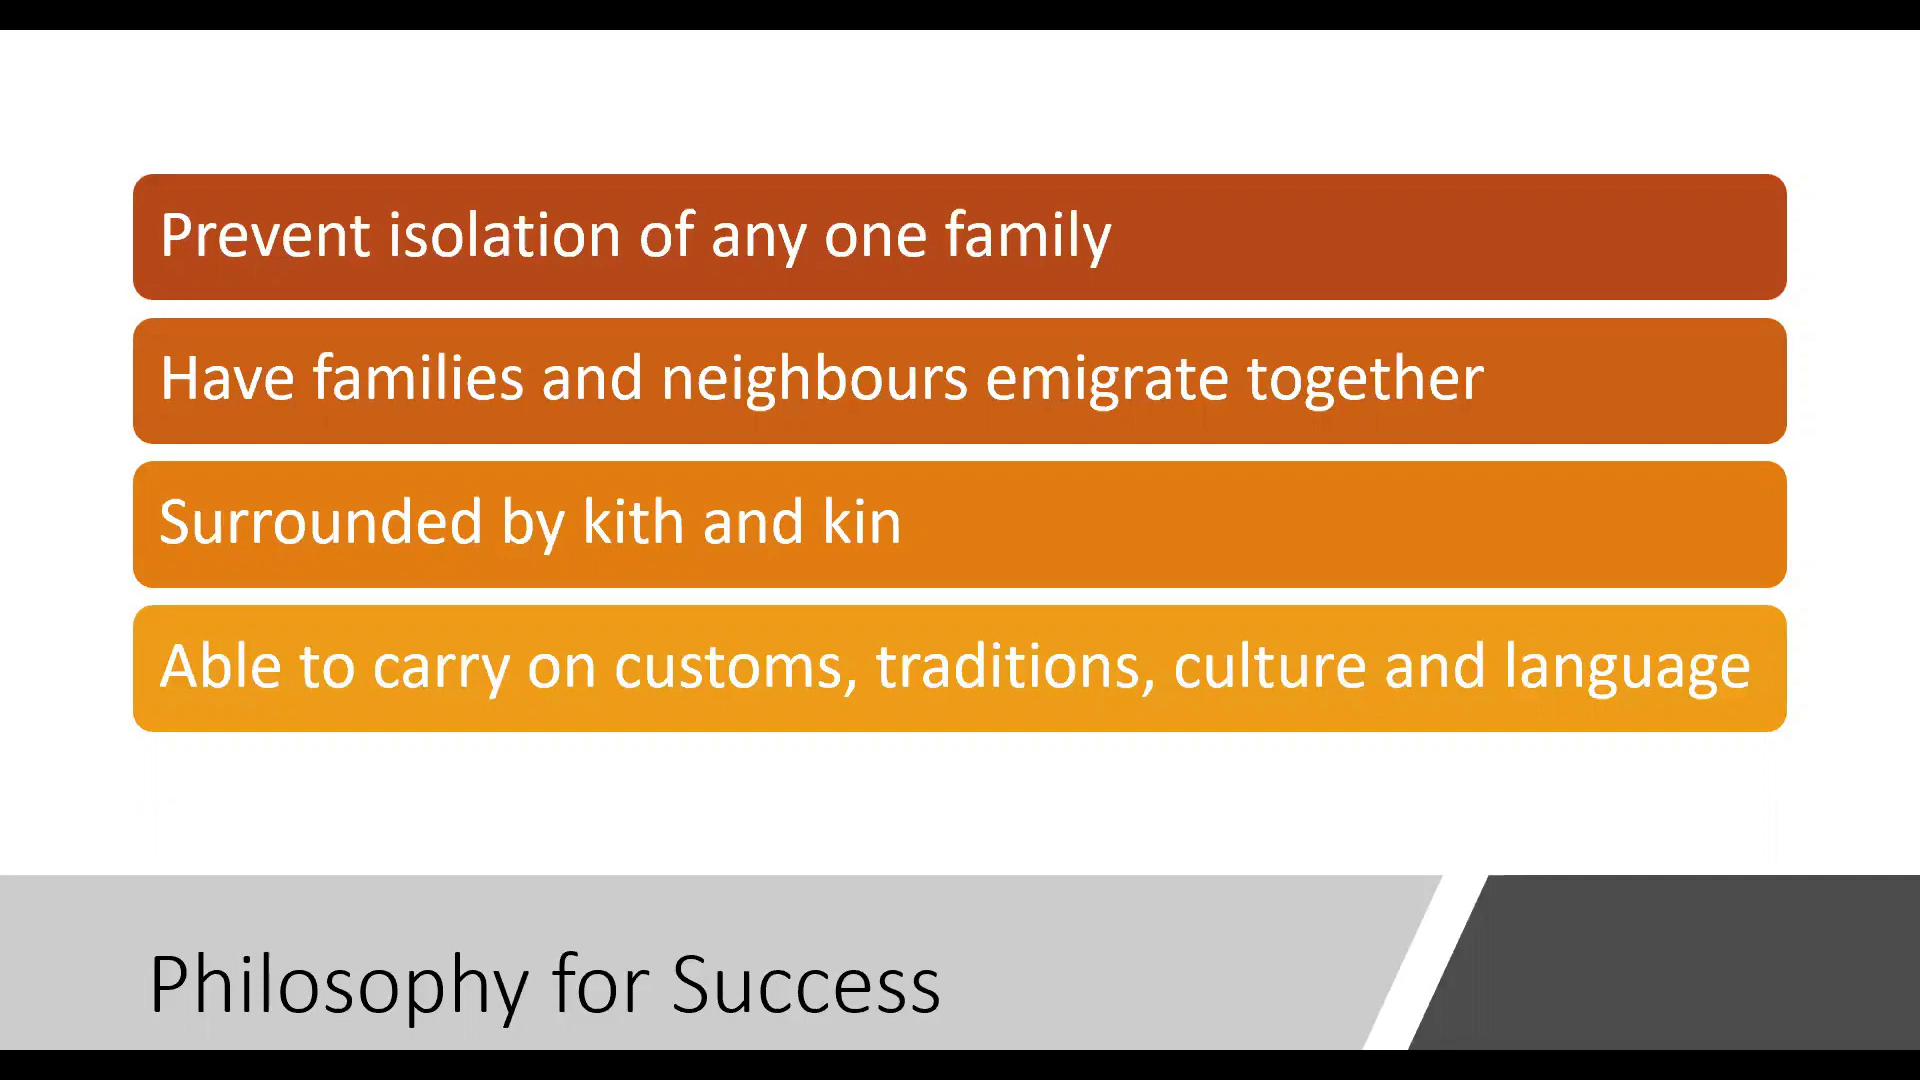 Prevent isolation of any one family
Have families and neighbours emigrate together
Surrounded by kith and kin
Able to carry on customs, traditions, culture and language
Philosophy for Success